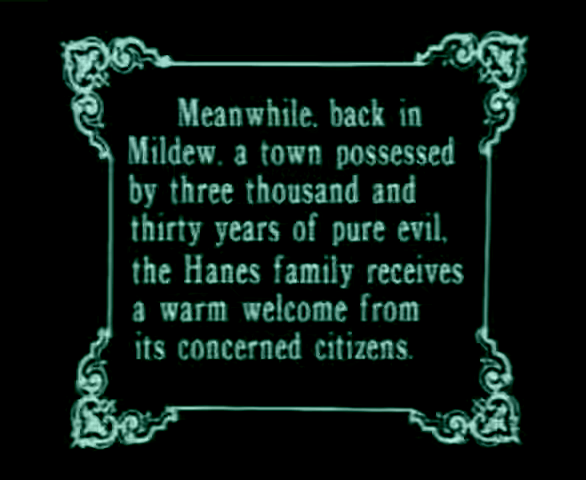 Meanwhile, back in
Mildew, a town possessed
by three thousand and
thirty years of pure evil,
the Hanes family receives
a warm welcome from
its concerned citizens.